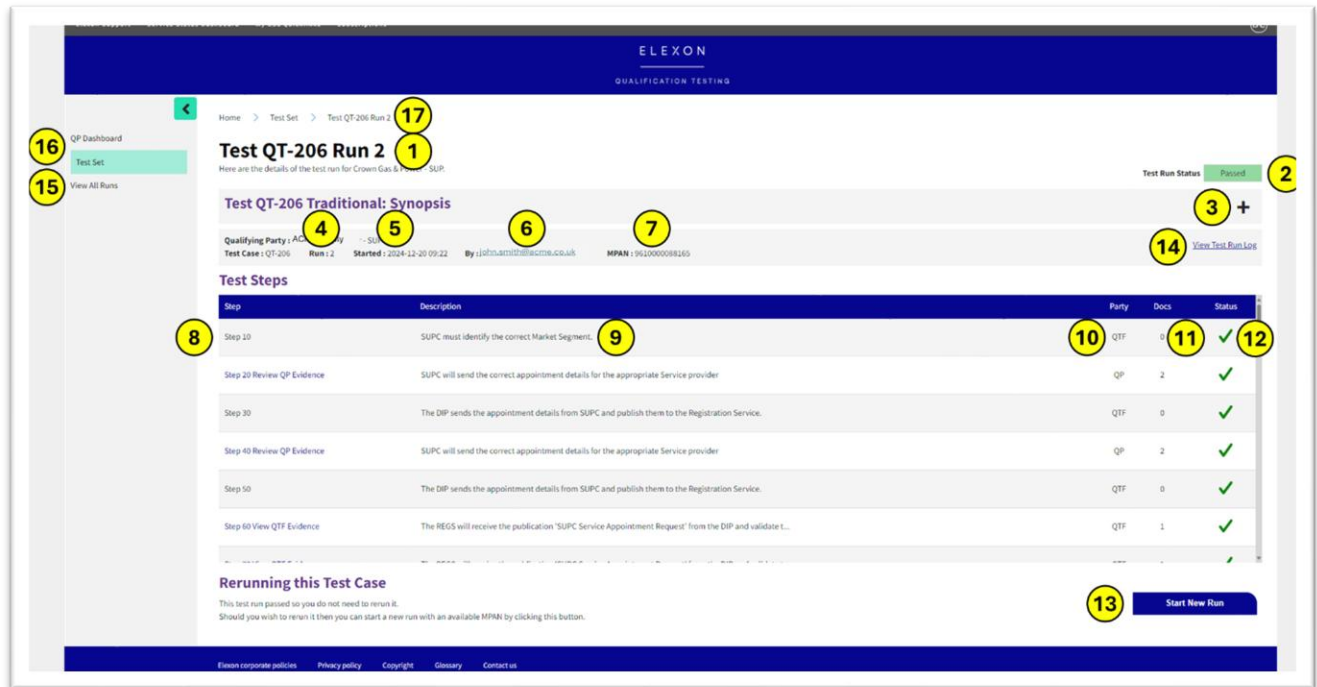 ELEXON
QUALIFICATION TESTING
Home > Test Set > Test QT-206 Run 2 17
16 QP Dashboard
Test Set
15 View All Runs
Test QT-206 Run 2 1
Here are the details of the test run for Crown Gas & - SUP.
Test Run Status Passed 2
Test QT-206 Traditional: Synopsis 3 +
4 5 6 7
Qualifying Party :
Test Case : QT-206 Run : 2 Started : 2024-12-20 09:22 By : john.smith@acme.co.uk MPAN : 9610000088165
14 View Test Run Log
Test Steps
Step Description Party Docs Status
8 Step 10 SUPC must identify the correct Market Segment. 9 10 QTF 0 11 12
Step 20 Review QP Evidence SUPC will send the correct appointment details for the appropriate Service provider QP 2
Step 30 The DIP sends the appointment details from SUPC and publish them to the Registration Service. QTF 0
Step 40 Review QP Evidence SUPC will send the correct appointment details for the appropriate Service provider QP 2
Step 50 The DIP sends the appointment details from SUPC and publish them to the Registration Service. QTF 0
Step 60 View QTF Evidence The REGS will receive the publication 'SUPC Service Appointment Request' from the DIP and validate t... QTF 1
Rerunning this Test Case
This test run passed so you do not need to rerun it.
Should you wish to rerun it then you can start a new run with an available MPAN by clicking this button.
13 Start New Run
Elexon corporate policies Privacy policy Copyright Glossary Contact us